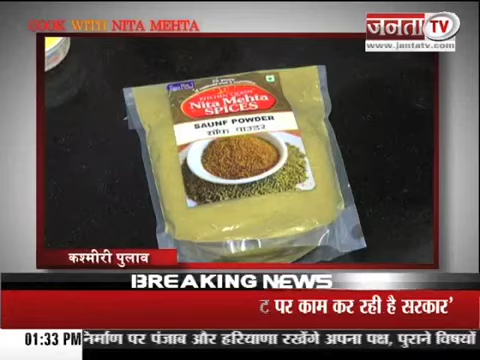 COOK WITH NITA MEHTA
जनता TV
www.jantatv.com
Nita Mehta
SPICES
SAUNF POWDER
सौंफ पाउडर
कश्मीरी पुलाव
BREAKING NEWS
ट पर काम कर रही है सरकार'
01:33 PM
निर्माण पर पंजाब और हरियाणा रखेंगे अपना पक्ष, पुराने विषयों